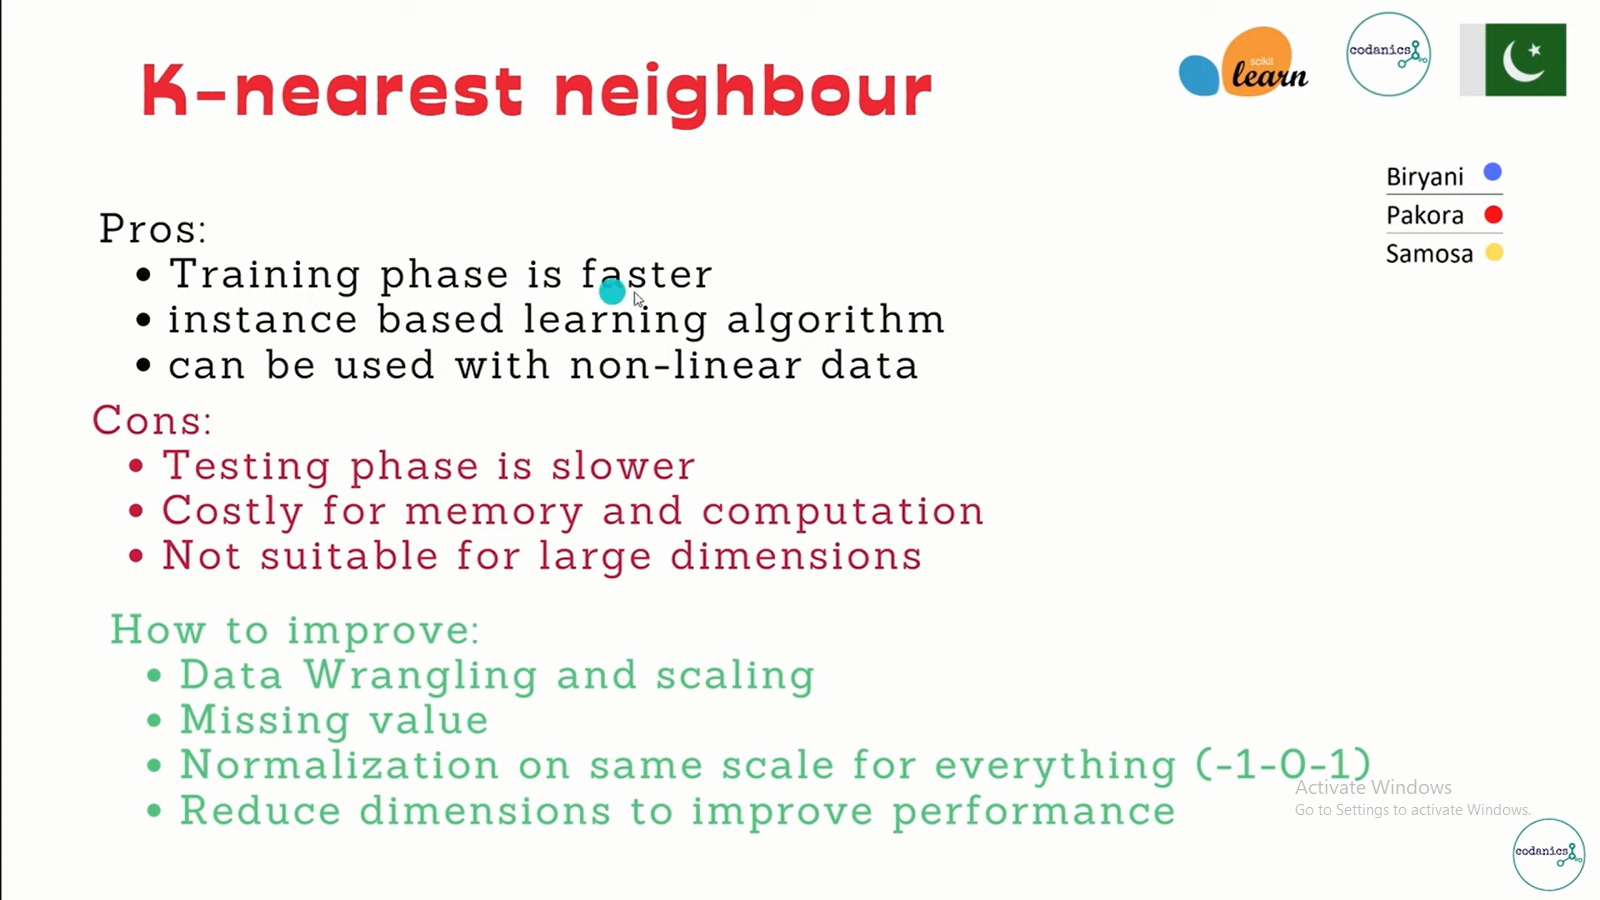 K-nearest neighbour
scikit
learn
codanics
Biryani
Pakora
Samosa
Pros:
• Training phase is faster
• instance based learning algorithm
• can be used with non-linear data
Cons:
• Testing phase is slower
• Costly for memory and computation
• Not suitable for large dimensions
How to improve:
• Data Wrangling and scaling
• Missing value
• Normalization on same scale for everything (-1-0-1)
• Reduce dimensions to improve performance
Activate Windows
Go to Settings to activate Windows.
codanics